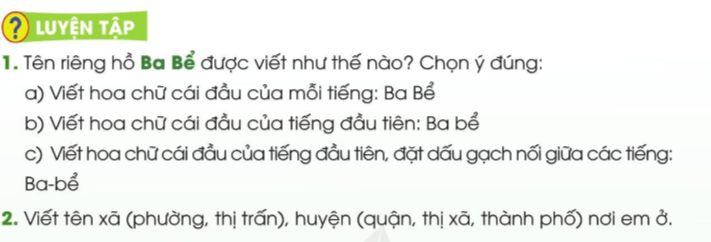 ? LUYỆN TẬP
1. Tên riêng hồ Ba Bể được viết như thế nào? Chọn ý đúng:
a) Viết hoa chữ cái đầu của mỗi tiếng: Ba Bể
b) Viết hoa chữ cái đầu của tiếng đầu tiên: Ba bể
c) Viết hoa chữ cái đầu của tiếng đầu tiên, đặt dấu gạch nối giữa các tiếng:
Ba-bể
2. Viết tên xã (phường, thị trấn), huyện (quận, thị xã, thành phố) nơi em ở.